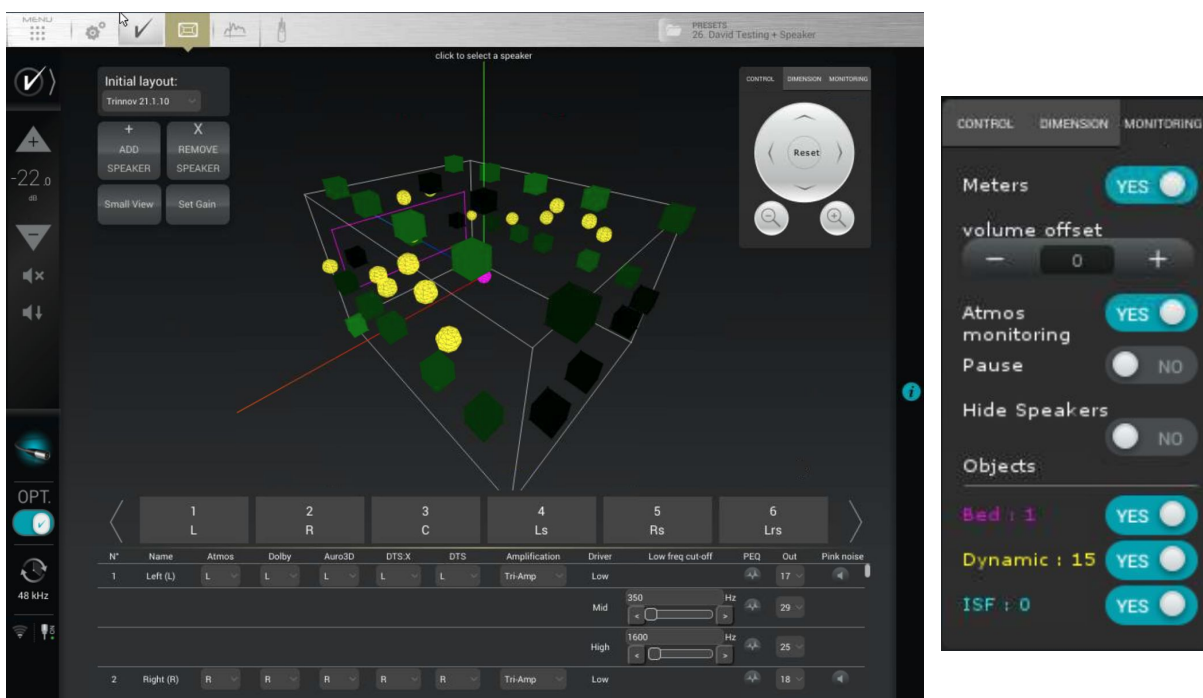 MENU
PRESETS
26. David Testing + Speaker
click to select a speaker
Initial layout:
Trinnov 21.1.10
+
ADD
SPEAKER
X
REMOVE
SPEAKER
Small View
Set Gain
CONTROL DIMENSION MONITORING
Reset
+
-22.0
dB
OPT.
48 kHz
ON
1
L
2
R
3
C
4
Ls
5
Rs
6
Lrs
N° Name Atmos Dolby Auro3D DTS:X DTS Amplification Driver Low freq cut-off PEQ Out Pink noise
1 Left (L) L L L L L Tri-Amp Low 17
Mid 350 Hz < > 29
High 1600 Hz < > 25
2 Right (R) R R R R R Tri-Amp Low 18
i
CONTROL DIMENSION MONITORING
Meters YES
volume offset
− 0 +
Atmos
monitoring YES
Pause NO
Hide Speakers
NO
Objects
Bed : 1 YES
Dynamic : 15 YES
ISF : 0 YES